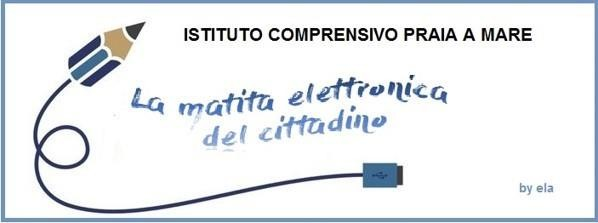 ISTITUTO COMPRENSIVO PRAIA A MARE
La matita elettronica
del cittadino
by ela